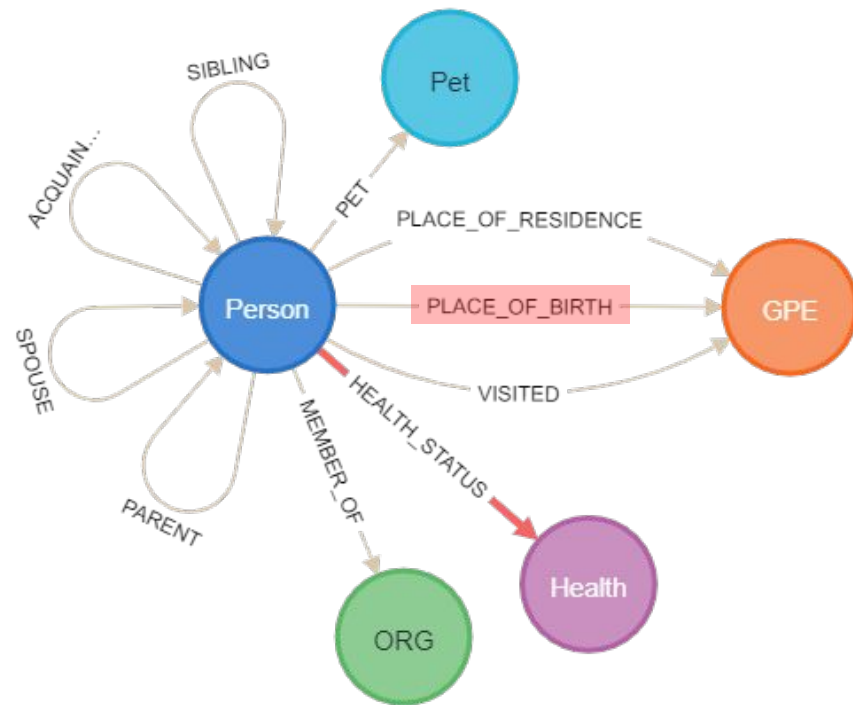 SIBLING
Pet
ACQUAIN...
PET
PLACE_OF_RESIDENCE
Person
PLACE_OF_BIRTH
GPE
SPOUSE
VISITED
HEALTH_STATUS
MEMBER_OF
PARENT
Health
ORG